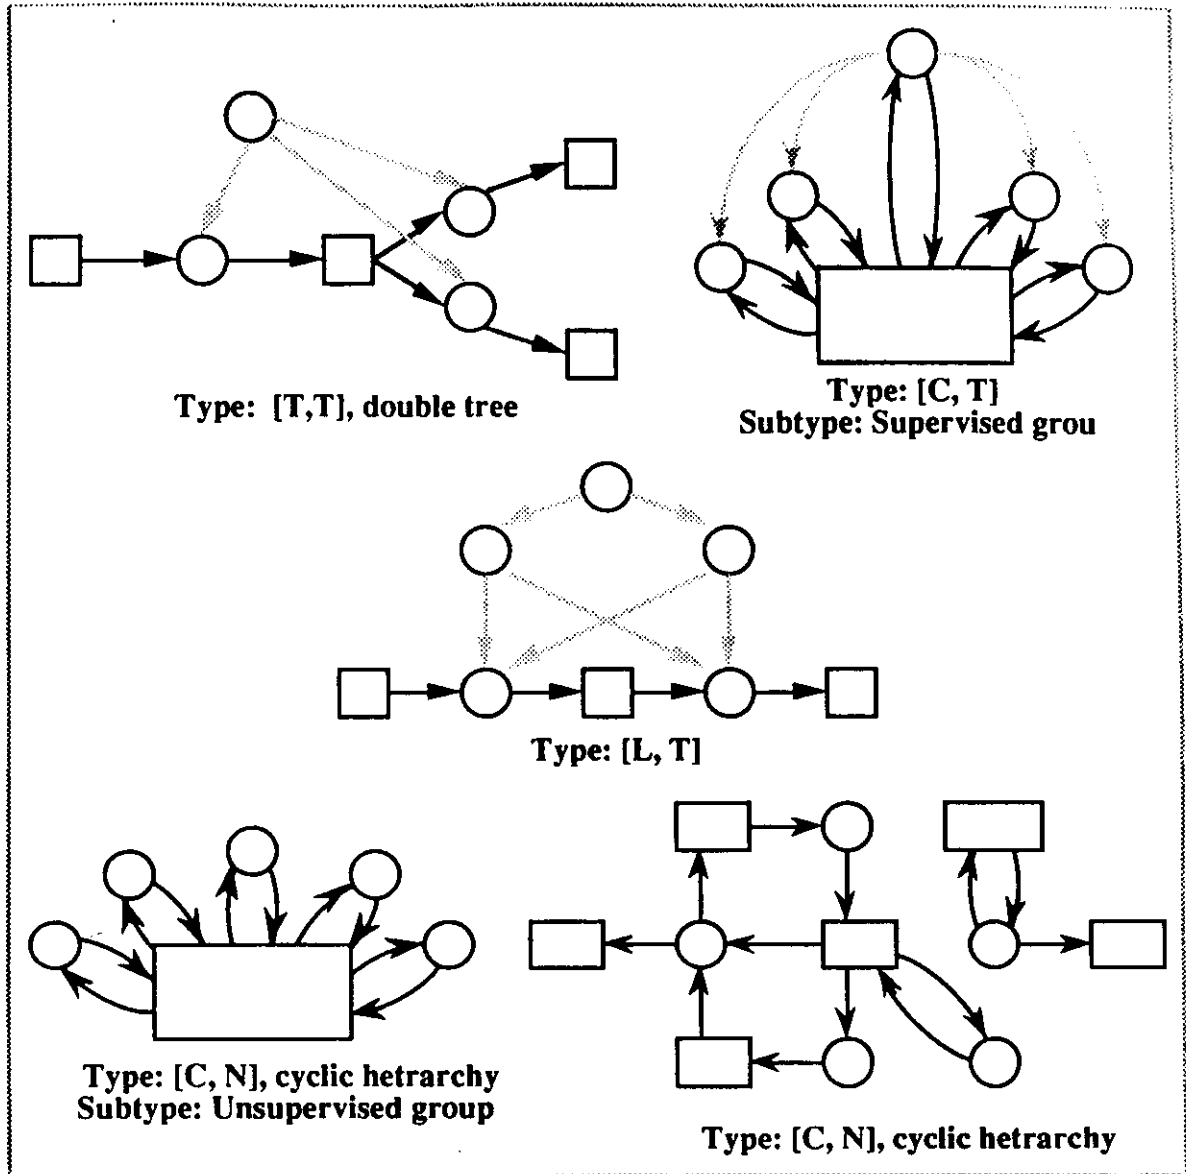 Type: [T,T], double tree
Type: [C, T]
Subtype: Supervised grou
Type: [L, T]
Type: [C, N], cyclic hetrarchy
Subtype: Unsupervised group
Type: [C, N], cyclic hetrarchy